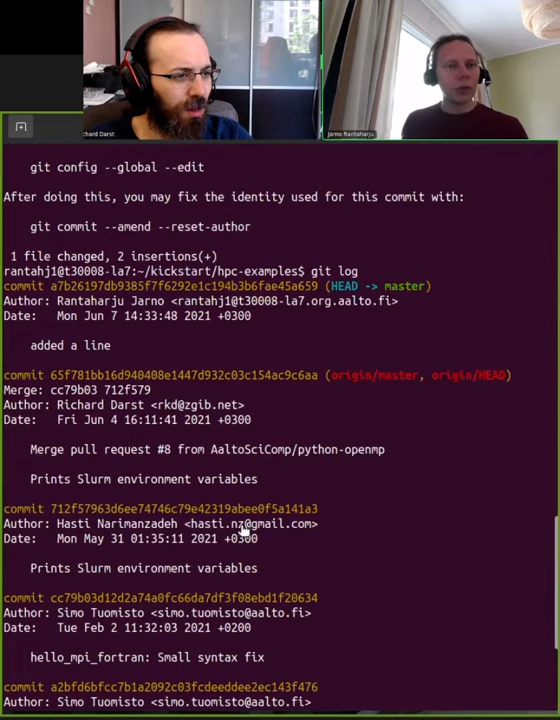 chard Darst
Jarno Rantaharju
git config --global --edit
After doing this, you may fix the identity used for this commit with:
git commit --amend --reset-author
1 file changed, 2 insertions(+)
rantahj1@t30008-la7:~/kickstart/hpc-examples$ git log
commit a7b26197db9385f7f6292e1c194b3b6fae45a659 (HEAD -> master)
Author: Rantaharju Jarno <rantahj1@t30008-la7.org.aalto.fi>
Date:   Mon Jun 7 14:33:48 2021 +0300
added a line
commit 65f781bb16d940408e1447d932c03c154ac9c6aa (origin/master, origin/HEAD)
Merge: cc79b03 712f579
Author: Richard Darst <rkd@zgib.net>
Date:   Fri Jun 4 16:11:41 2021 +0300
Merge pull request #8 from AaltoSciComp/python-openmp
Prints Slurm environment variables
commit 712f57963d6ee74746c79e42319abee0f5a141a3
Author: Hasti Narimanzadeh <hasti.nz@gmail.com>
Date:   Mon May 31 01:35:11 2021 +0300
Prints Slurm environment variables
commit cc79b03d12d2a74a0fc66da7df3f08ebd1f20634
Author: Simo Tuomisto <simo.tuomisto@aalto.fi>
Date:   Tue Feb 2 11:32:03 2021 +0200
hello_mpi_fortran: Small syntax fix
commit a2bfd6bfcc7b1a2092c03fcdeeddee2ec143f476
Author: Simo Tuomisto <simo.tuomisto@aalto.fi>